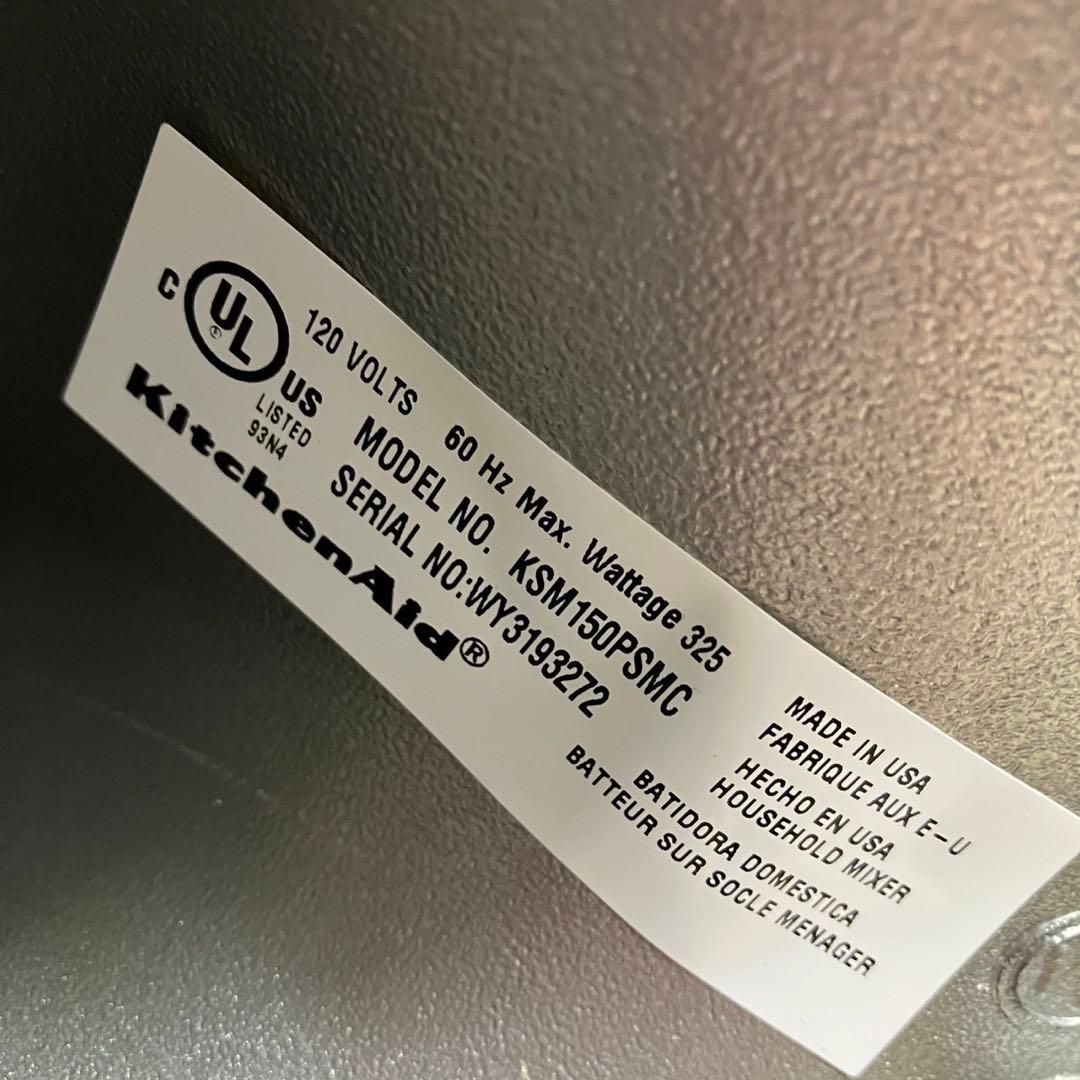 C UL® US
LISTED
93N4
120 VOLTS 60 Hz Max. Wattage 325
MODEL NO. KSM150PSMC
SERIAL NO:WY3193272
KitchenAid®
MADE IN USA
FABRIQUE AUX E-U
HECHO EN USA
HOUSEHOLD MIXER
BATIDORA DOMESTICA
BATTEUR SUR SOCLE MENAGER